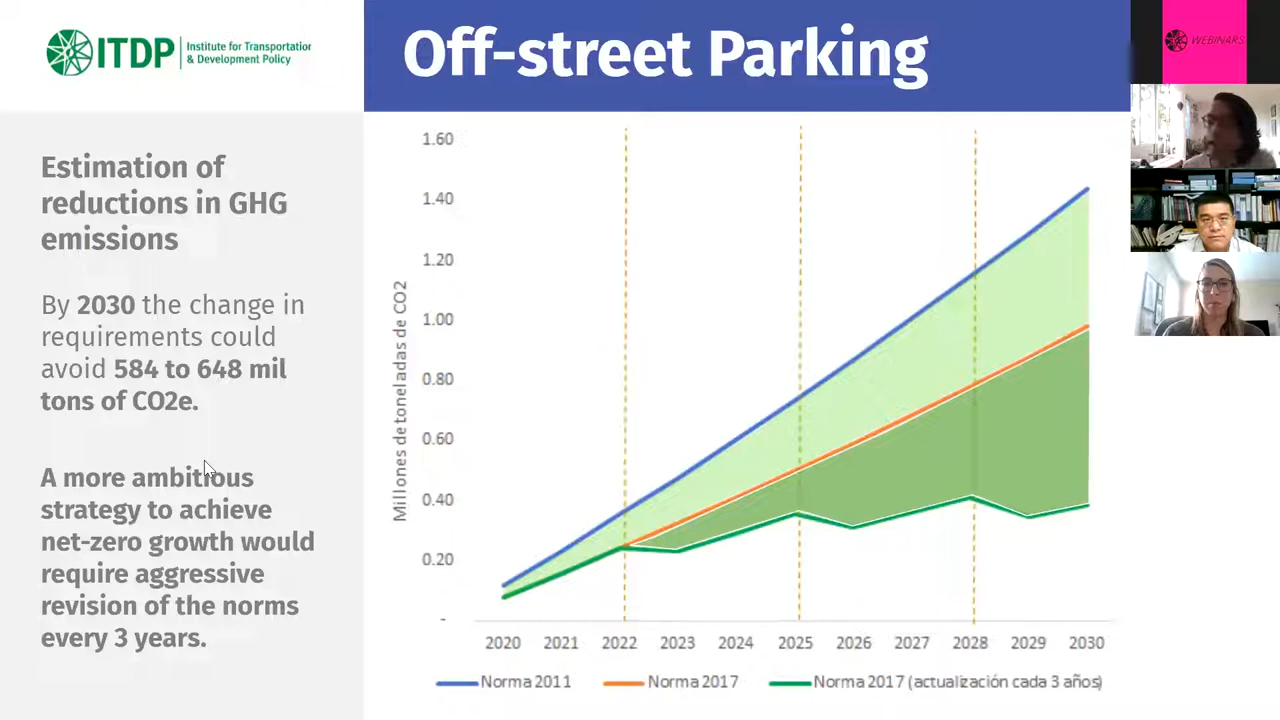 ITDP
Institute for Transportation
& Development Policy
Off-street Parking
WEBINARS
Estimation of
reductions in GHG
emissions
By 2030 the change in
requirements could
avoid 584 to 648 mil
tons of CO2e.
A more ambitious
strategy to achieve
net-zero growth would
require aggressive
revision of the norms
every 3 years.
Millones de toneladas de CO2
1.60
1.40
1.20
1.00
0.80
0.60
0.40
0.20
-
2020 2021 2022 2023 2024 2025 2026 2027 2028 2029 2030
Norma 2011 Norma 2017 Norma 2017 (actualización cada 3 años)